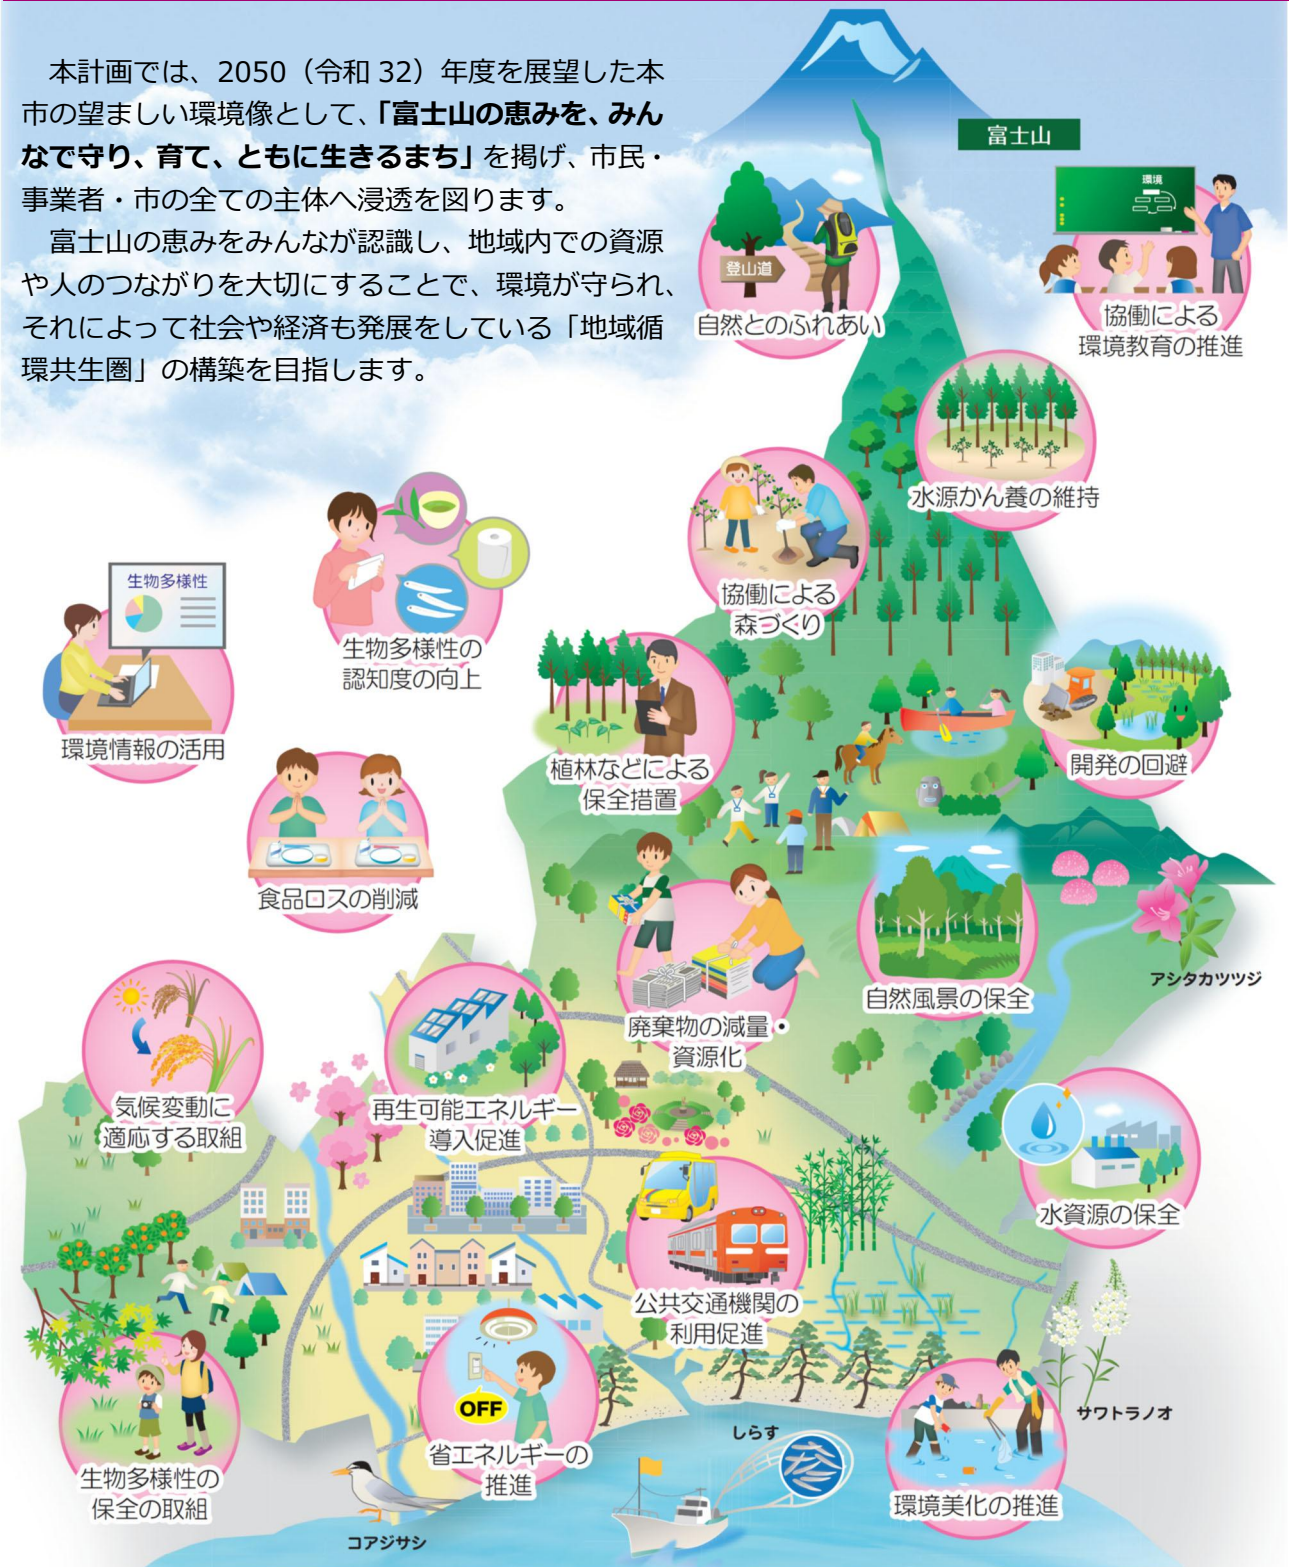 本計画では、2050（令和 32）年度を展望した本
市の望ましい環境像として、「富士山の恵みを、みん
なで守り、育て、ともに生きるまち」を掲げ、市民・
事業者・市の全ての主体へ浸透を図ります。
富士山の恵みをみんなが認識し、地域内での資源
や人のつながりを大切にすることで、環境が守られ、
それによって社会や経済も発展をしている「地域循
環共生圏」の構築を目指します。
富士山
環境
登山道
自然とのふれあい
協働による
環境教育の推進
水源かん養の維持
協働による
森づくり
生物多様性
生物多様性の
認知度の向上
環境情報の活用
植林などによる
保全措置
開発の回避
食品ロスの削減
アシタカツツジ
自然風景の保全
廃棄物の減量・
資源化
気候変動に
適応する取組
再生可能エネルギー
導入促進
水資源の保全
公共交通機関の
利用促進
OFF
サワトラノオ
しらす
省エネルギーの
推進
生物多様性の
保全の取組
環境美化の推進
コアジサシ